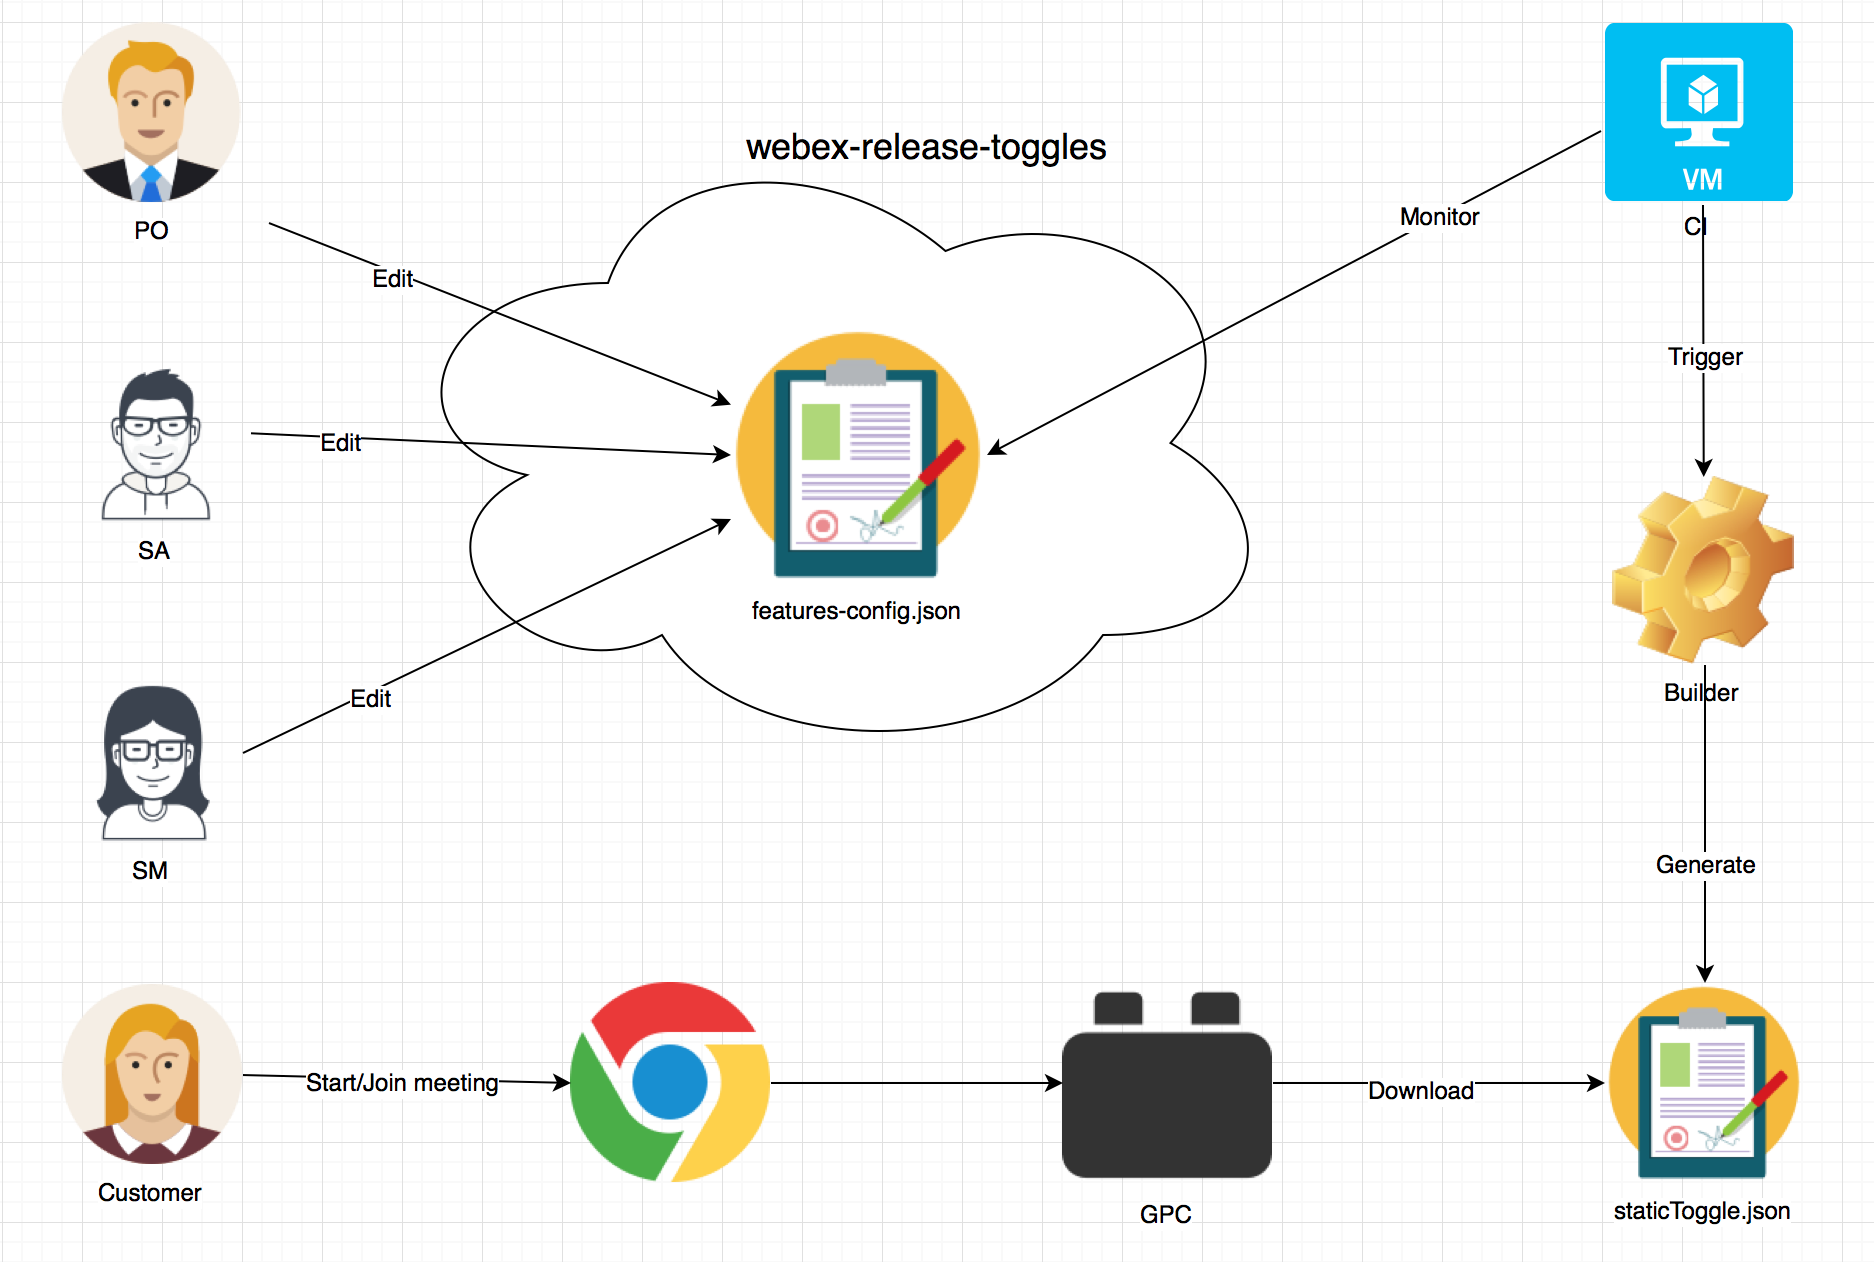 webex-release-toggles
VM
CI
PO
Edit
Monitor
Trigger
SA
Edit
features-config.json
SM
Edit
Builder
Generate
Customer
Start/Join meeting
GPC
Download
staticToggle.json